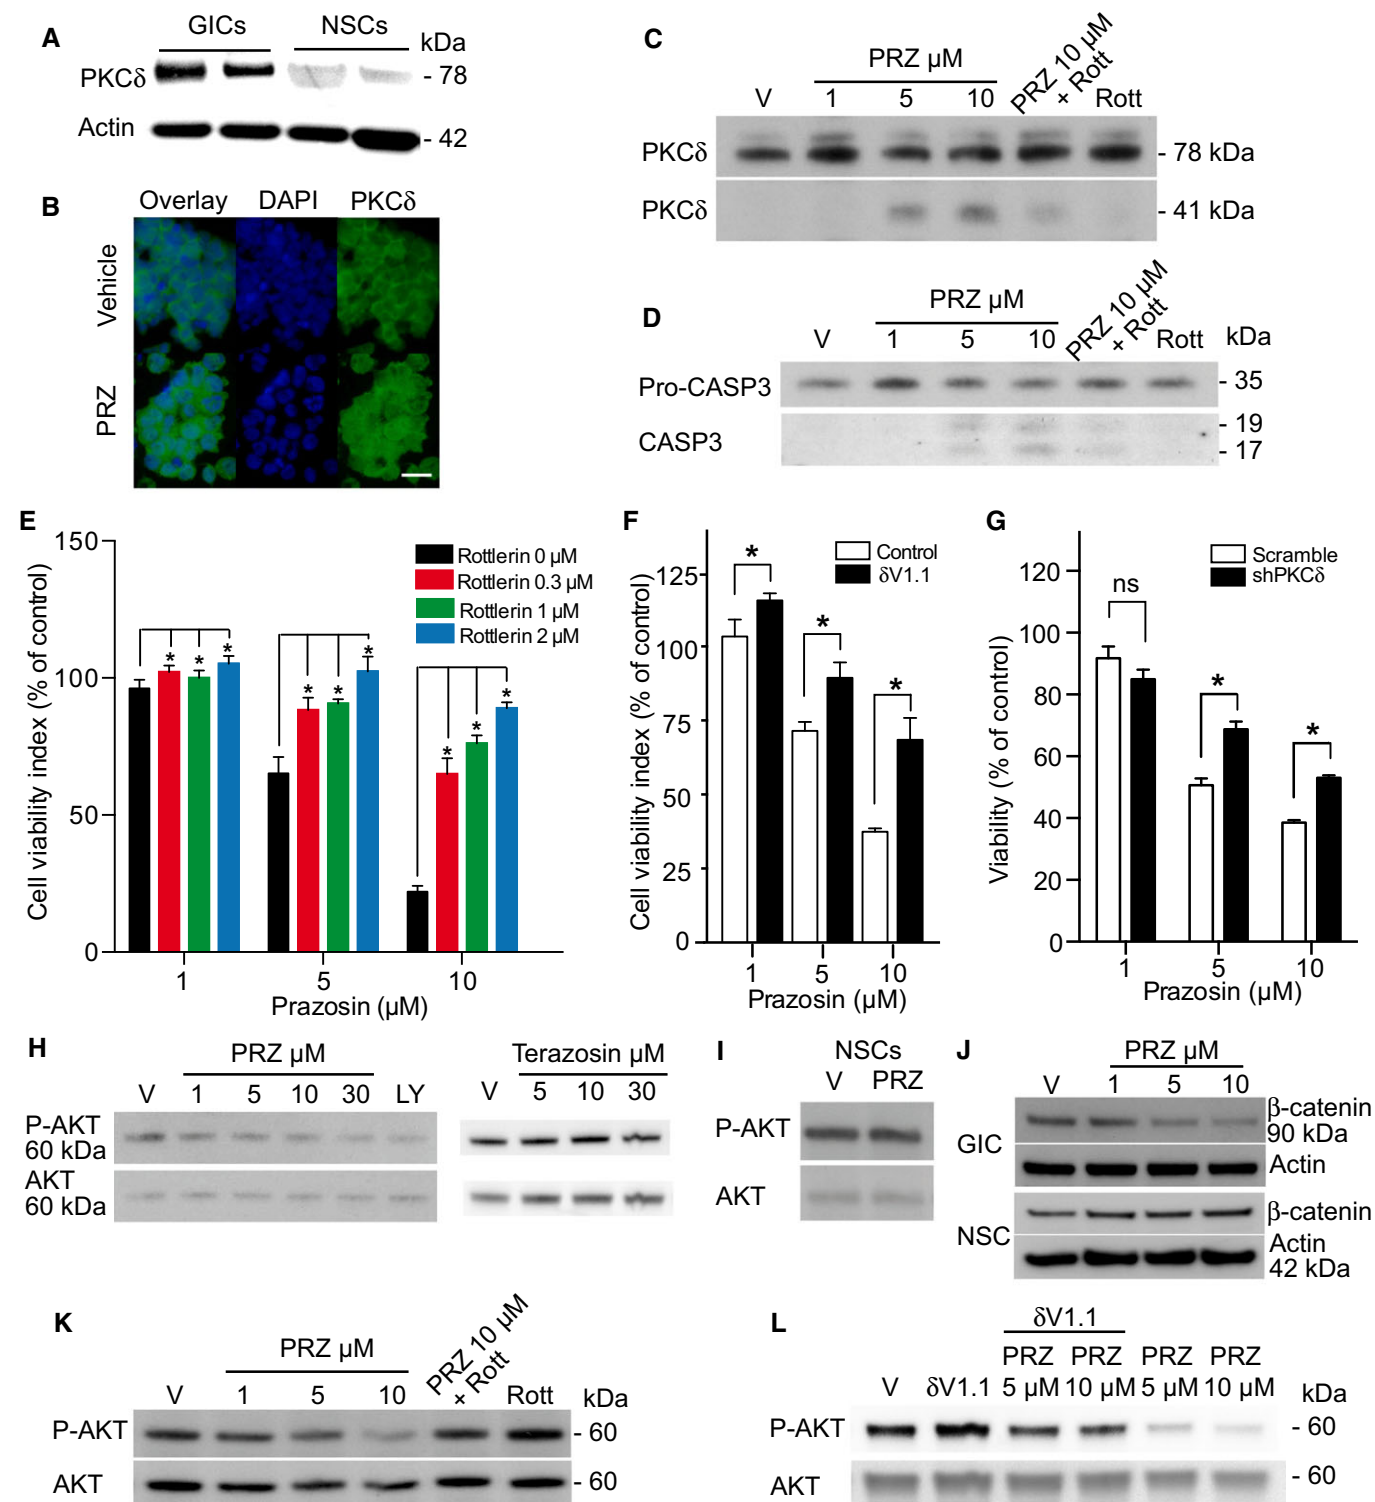 A
GICs NSCs
kDa
PKCδ
- 78
Actin
- 42
B
Overlay DAPI PKCδ
Vehicle
PRZ
C
PRZ µM
V 1 5 10 PRZ 10 µM + Rott Rott
PKCδ
- 78 kDa
PKCδ
- 41 kDa
D
PRZ µM
V 1 5 10 PRZ 10 µM + Rott Rott kDa
Pro-CASP3
- 35
CASP3
- 19
- 17
E
Cell viability index (% of control)
150
100
50
0
Rottlerin 0 µM
Rottlerin 0.3 µM
Rottlerin 1 µM
Rottlerin 2 µM
* * *
* * *
* * *
1 5 10
Prazosin (µM)
F
Cell viability index (% of control)
125
100
75
50
25
0
Control
δV1.1
*
*
*
1 5 10
Prazosin (µM)
G
Viability (% of control)
120
100
80
60
40
20
0
Scramble
shPKCδ
ns
*
*
1 5 10
Prazosin (µM)
H
PRZ µM
V 1 5 10 30 LY
P-AKT
60 kDa
AKT
60 kDa
Terazosin µM
V 5 10 30
I
NSCs
V PRZ
P-AKT
AKT
J
PRZ µM
V 1 5 10
GIC
β-catenin
90 kDa
Actin
NSC
β-catenin
Actin
42 kDa
K
PRZ µM
V 1 5 10 PRZ 10 µM + Rott Rott kDa
P-AKT
- 60
AKT
- 60
L
δV1.1
PRZ PRZ PRZ PRZ
V δV1.1 5 µM 10 µM 5 µM 10 µM kDa
P-AKT
- 60
AKT
- 60